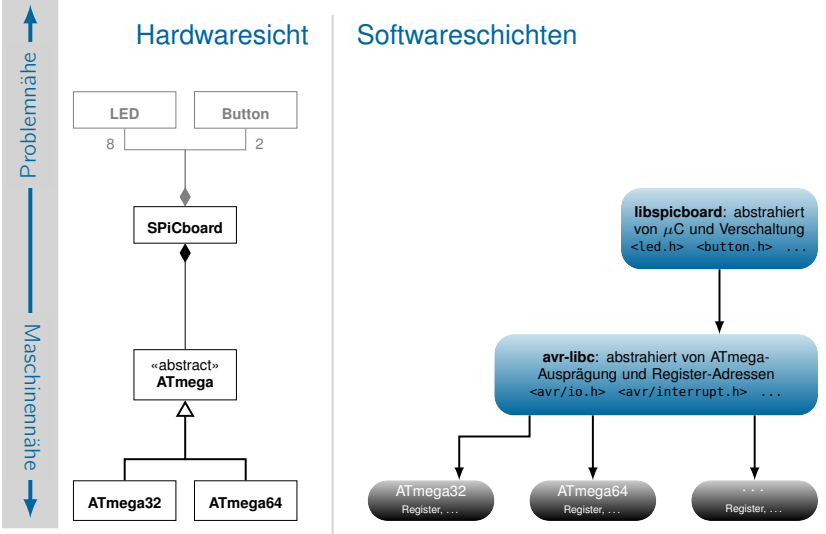 Problemnähe
Maschinennähe
Hardwaresicht
LED
Button
8
2
SPiCboard
«abstract»
ATmega
ATmega32
ATmega64
Softwareschichten
libspicboard: abstrahiert
von μC und Verschaltung
<led.h> <button.h> ...
avr-libc: abstrahiert von ATmega-
Ausprägung und Register-Adressen
<avr/io.h> <avr/interrupt.h> ...
ATmega32
Register, ...
ATmega64
Register, ...
...
Register, ...